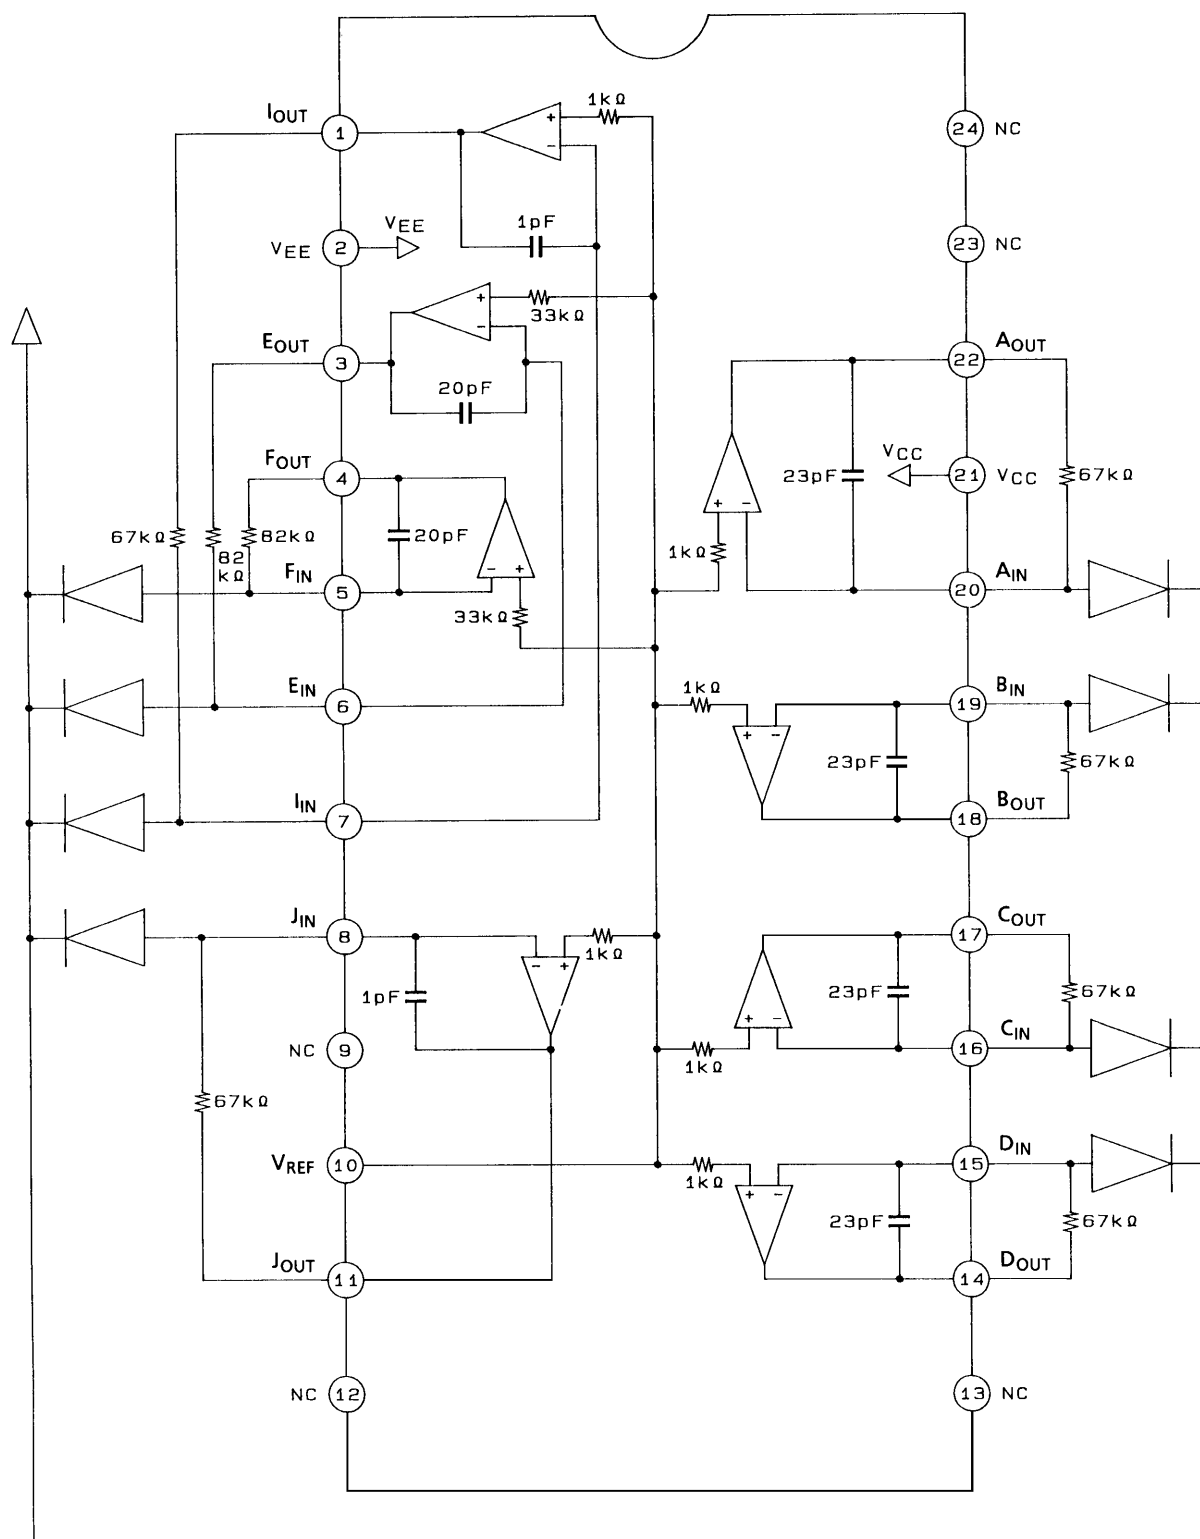 1kΩ
IOUT
1
+
−
24
NC
1pF
VEE
VEE
2
23
NC
+
−
33kΩ
EOUT
3
20pF
22
AOUT
FOUT
4
VCC
23pF
21
VCC
67kΩ
67kΩ
82kΩ
82
kΩ
20pF
+
−
1kΩ
FIN
5
−
+
33kΩ
20
AIN
EIN
6
1kΩ
19
BIN
+
−
23pF
67kΩ
IIN
7
18
BOUT
JIN
8
17
COUT
−
+
1kΩ
1pF
23pF
67kΩ
+
−
NC
9
1kΩ
16
CIN
67kΩ
VREF
10
1kΩ
15
DIN
+
−
23pF
67kΩ
JOUT
11
14
DOUT
NC
12
13
NC